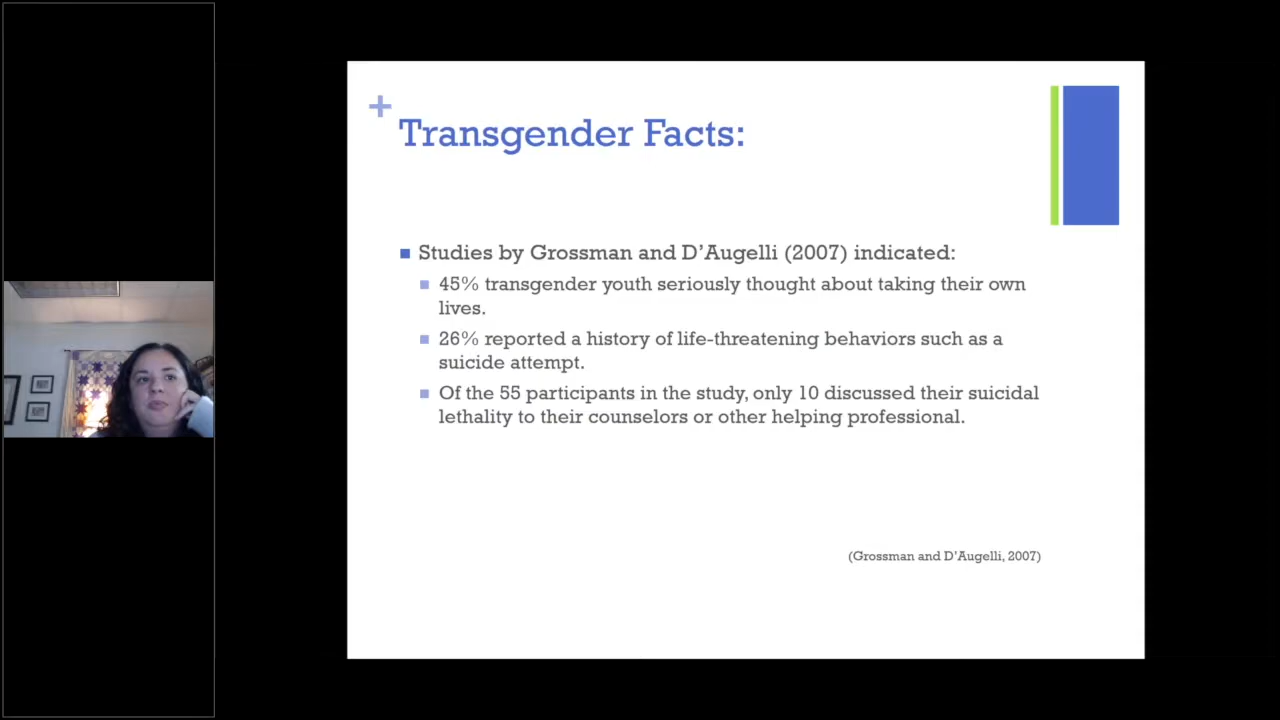 +
Transgender Facts:
Studies by Grossman and D’Augelli (2007) indicated:
45% transgender youth seriously thought about taking their own
lives.
26% reported a history of life-threatening behaviors such as a
suicide attempt.
Of the 55 participants in the study, only 10 discussed their suicidal
lethality to their counselors or other helping professional.
(Grossman and D’Augelli, 2007)